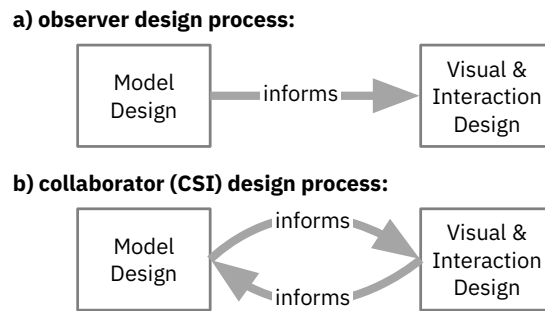 a) observer design process:
Model
Design
informs
Visual &
Interaction
Design
b) collaborator (CSI) design process:
Model
Design
informs
informs
Visual &
Interaction
Design